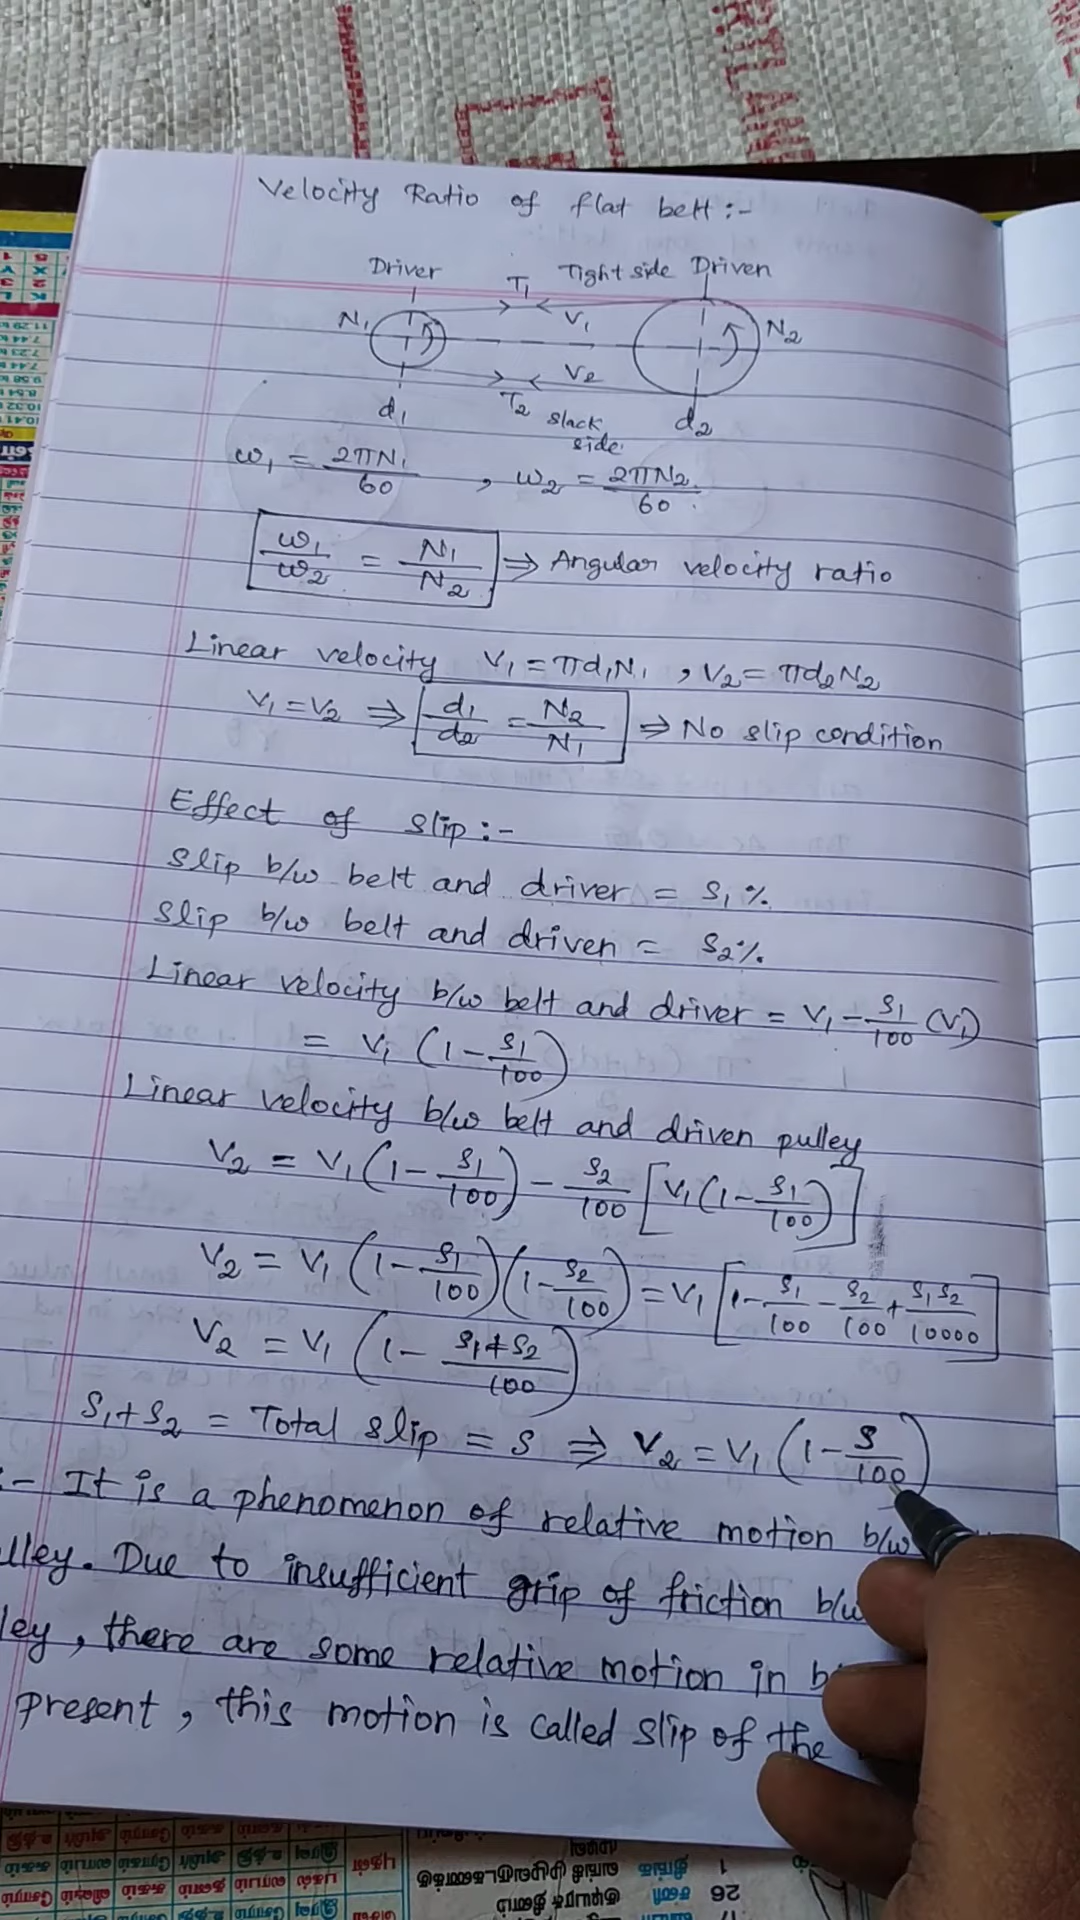 Velocity Ratio of flat belt :-
Driver T₁ Tight side Driven
N₁ V₁ N₂
V₂
d₁ T₂ slack side d₂
ω₁ = 2πN₁/60 , ω₂ = 2πN₂/60
ω₁/ω₂ = N₁/N₂ ⇒ Angular velocity ratio
Linear velocity V₁ = πd₁N₁ , V₂ = πd₂N₂
V₁ = V₂ ⇒ d₁/d₂ = N₂/N₁ ⇒ No slip condition
Effect of slip :-
Slip b/w belt and driver = S₁ %
Slip b/w belt and driven = S₂ %
Linear velocity b/w belt and driver = V₁ - S₁/100 (V₁)
= V₁ (1 - S₁/100)
Linear velocity b/w belt and driven pulley
V₂ = V₁ (1 - S₁/100) - S₂/100 [V₁ (1 - S₁/100)]
V₂ = V₁ (1 - S₁/100)(1 - S₂/100) = V₁ [1 - S₁/100 - S₂/100 + S₁S₂/10000]
V₂ = V₁ (1 - S₁+S₂/100)
S₁+S₂ = Total slip = S ⇒ V₂ = V₁ (1 - S/100)
:- It is a phenomenon of relative motion b/w
lley. Due to insufficient grip of friction b/w
ley, there are some relative motion in
present, this motion is called slip of the